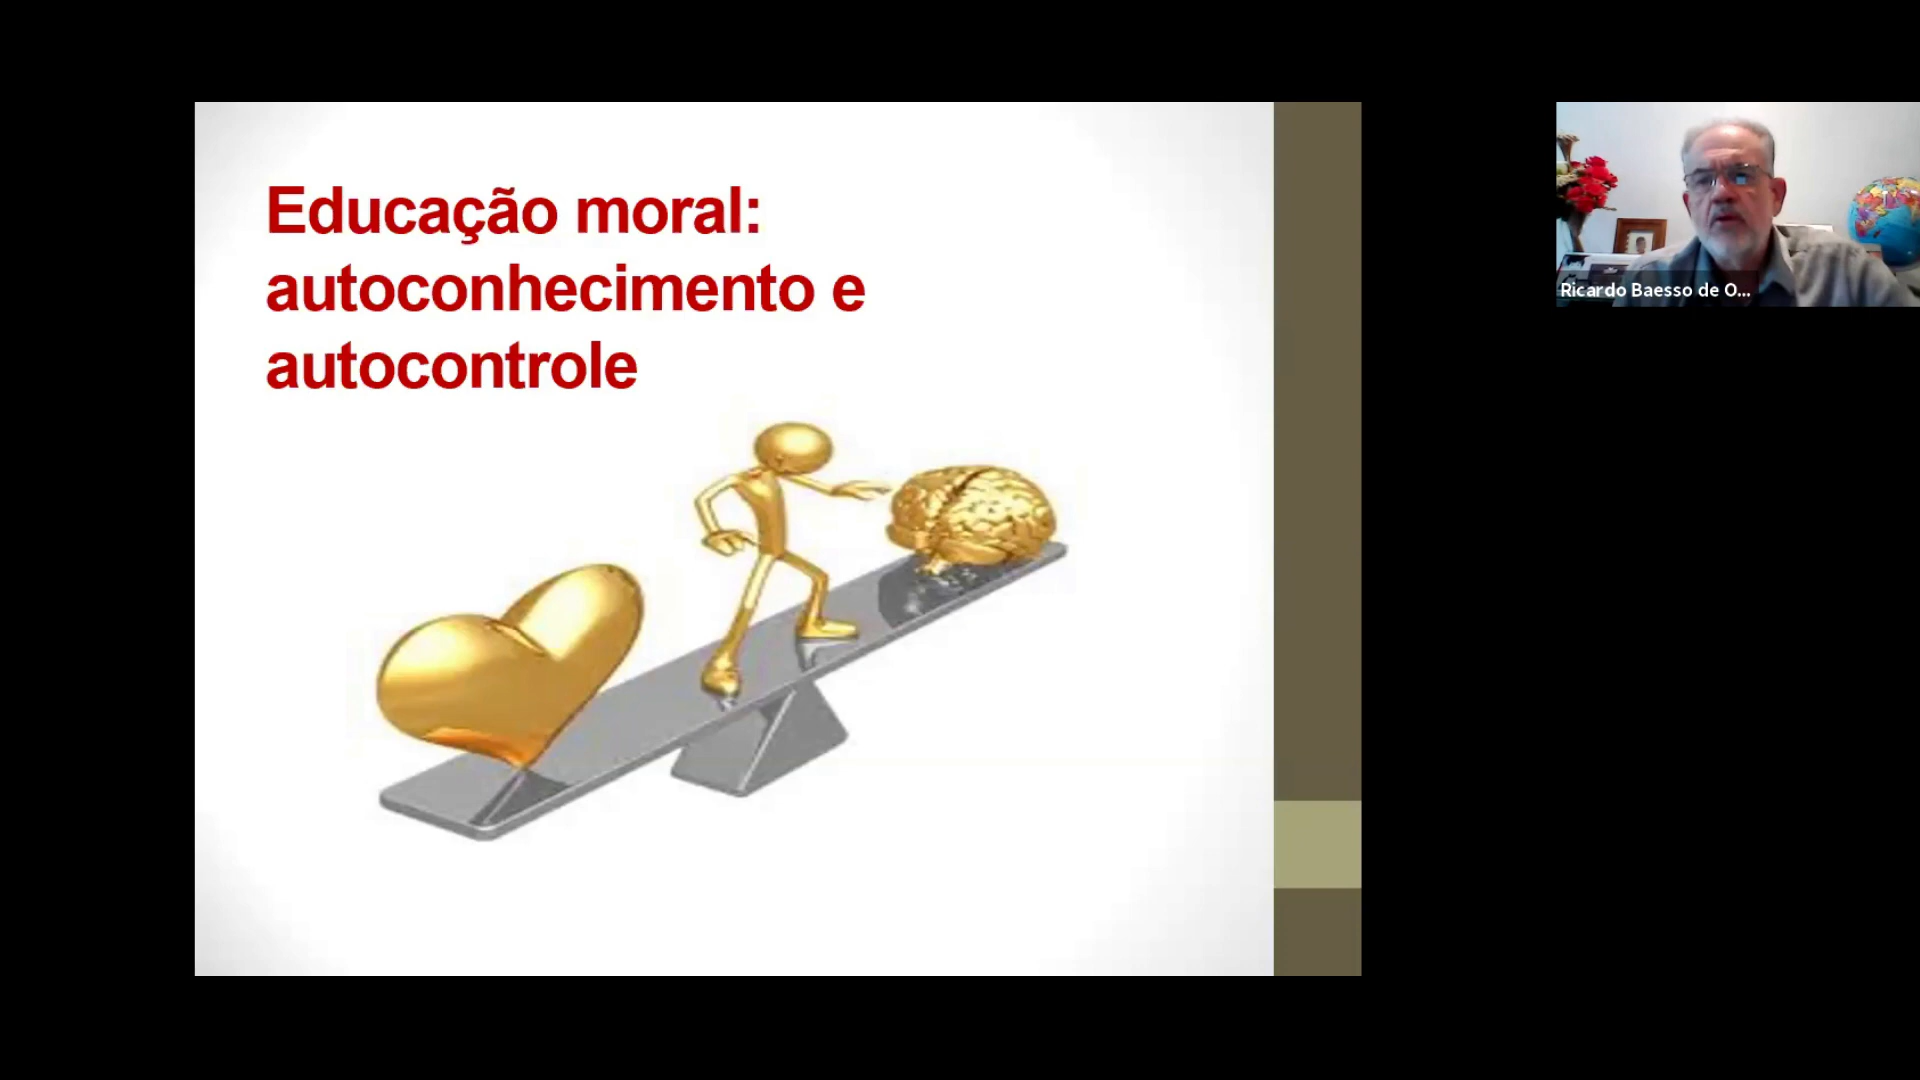 Educação moral:
autoconhecimento e
autocontrole
Ricardo Baesso de O...